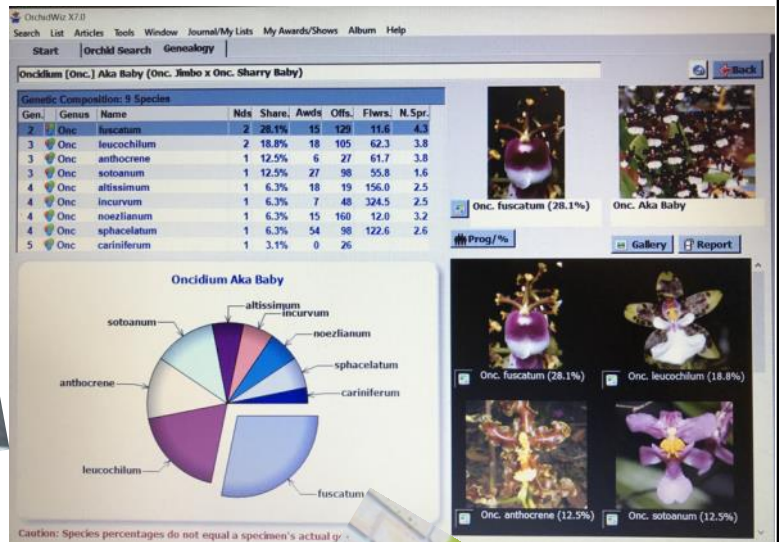 OrchidWiz X7.0
Search List Articles Tools Window Journal/My Lists My Awards/Shows Album Help
Start Orchid Search Genealogy
Oncidium [Onc.] Aka Baby (Onc. Jimbo x Onc. Sharry Baby)
Back
Genetic Composition: 9 Species
Gen. Genus Name Nds Share. Awds Offs. Flwrs. N.Spr.
2 Onc fuscatum 2 28.1% 15 129 11.6 4.3
3 Onc leucochilum 2 18.8% 18 105 62.3 3.8
3 Onc anthocrene 1 12.5% 6 27 61.7 3.8
3 Onc sotoanum 1 12.5% 27 98 55.8 1.6
4 Onc altissimum 1 6.3% 18 19 156.0 2.5
4 Onc incurvum 1 6.3% 7 48 324.5 2.5
4 Onc noezlianum 1 6.3% 15 160 12.0 3.2
4 Onc sphacelatum 1 6.3% 54 98 122.6 2.6
5 Onc cariniferum 1 3.1% 0 26
Onc. fuscatum (28.1%)
Onc. Aka Baby
Prog/%
Gallery
Report
Oncidium Aka Baby
altissimum
incurvum
noezlianum
sphacelatum
cariniferum
fuscatum
leucochilum
anthocrene
sotoanum
Onc. fuscatum (28.1%)
Onc. leucochilum (18.8%)
Onc. anthocrene (12.5%)
Onc. sotoanum (12.5%)
Caution: Species percentages do not equal a specimen's actual